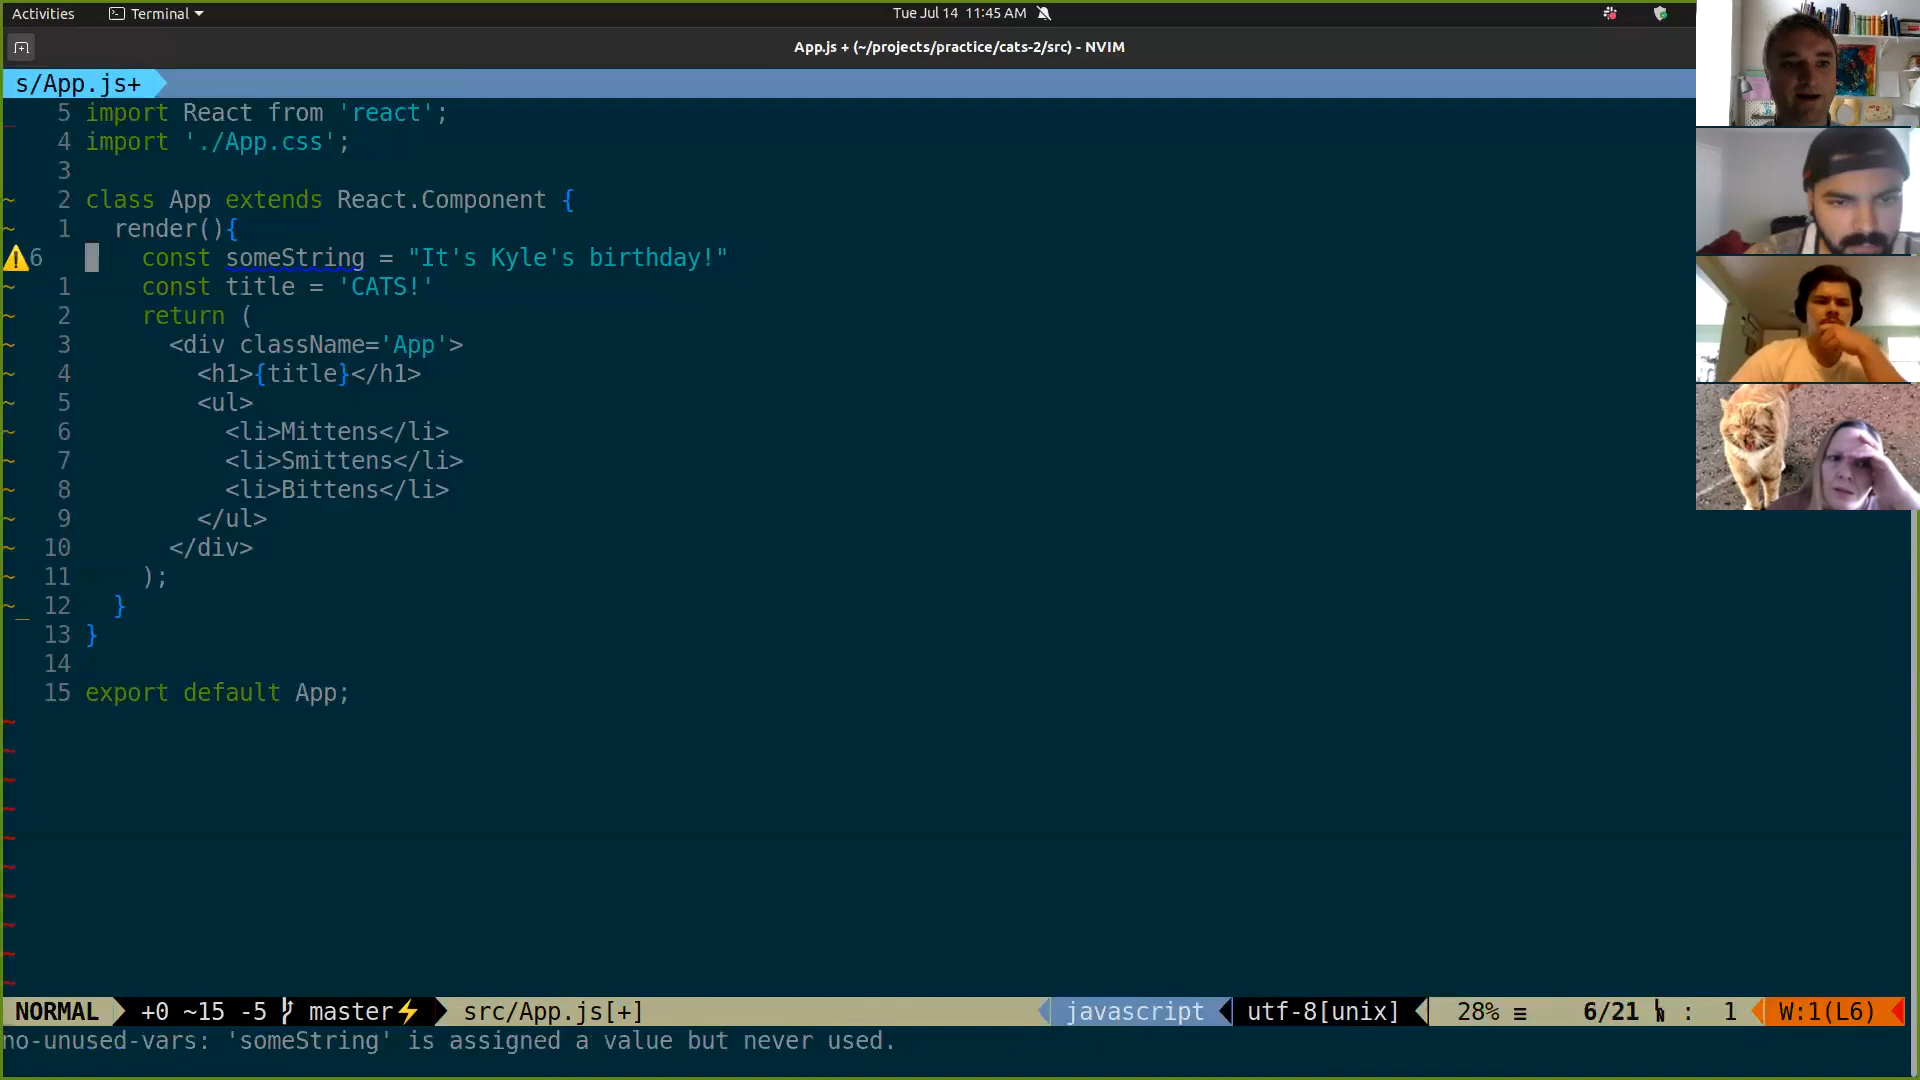 Activities Terminal Tue Jul 14 11:45 AM
App.js + (~/projects/practice/cats-2/src) - NVIM
s/App.js+
5 import React from 'react';
4 import './App.css';
3
~ 2 class App extends React.Component {
~ 1 render(){
6 const someString = "It's Kyle's birthday!"
~ 1 const title = 'CATS!'
~ 2 return (
~ 3 <div className='App'>
~ 4 <h1>{title}</h1>
~ 5 <ul>
~ 6 <li>Mittens</li>
~ 7 <li>Smittens</li>
~ 8 <li>Bittens</li>
~ 9 </ul>
~ 10 </div>
~ 11 );
~_ 12 }
13 }
14
15 export default App;
~
~
~
~
~
~
~
~
~
~
NORMAL +0 ~15 -5 master⚡ src/App.js[+] javascript utf-8[unix] 28% ≡ 6/21 : 1 W:1(L6)
no-unused-vars: 'someString' is assigned a value but never used.